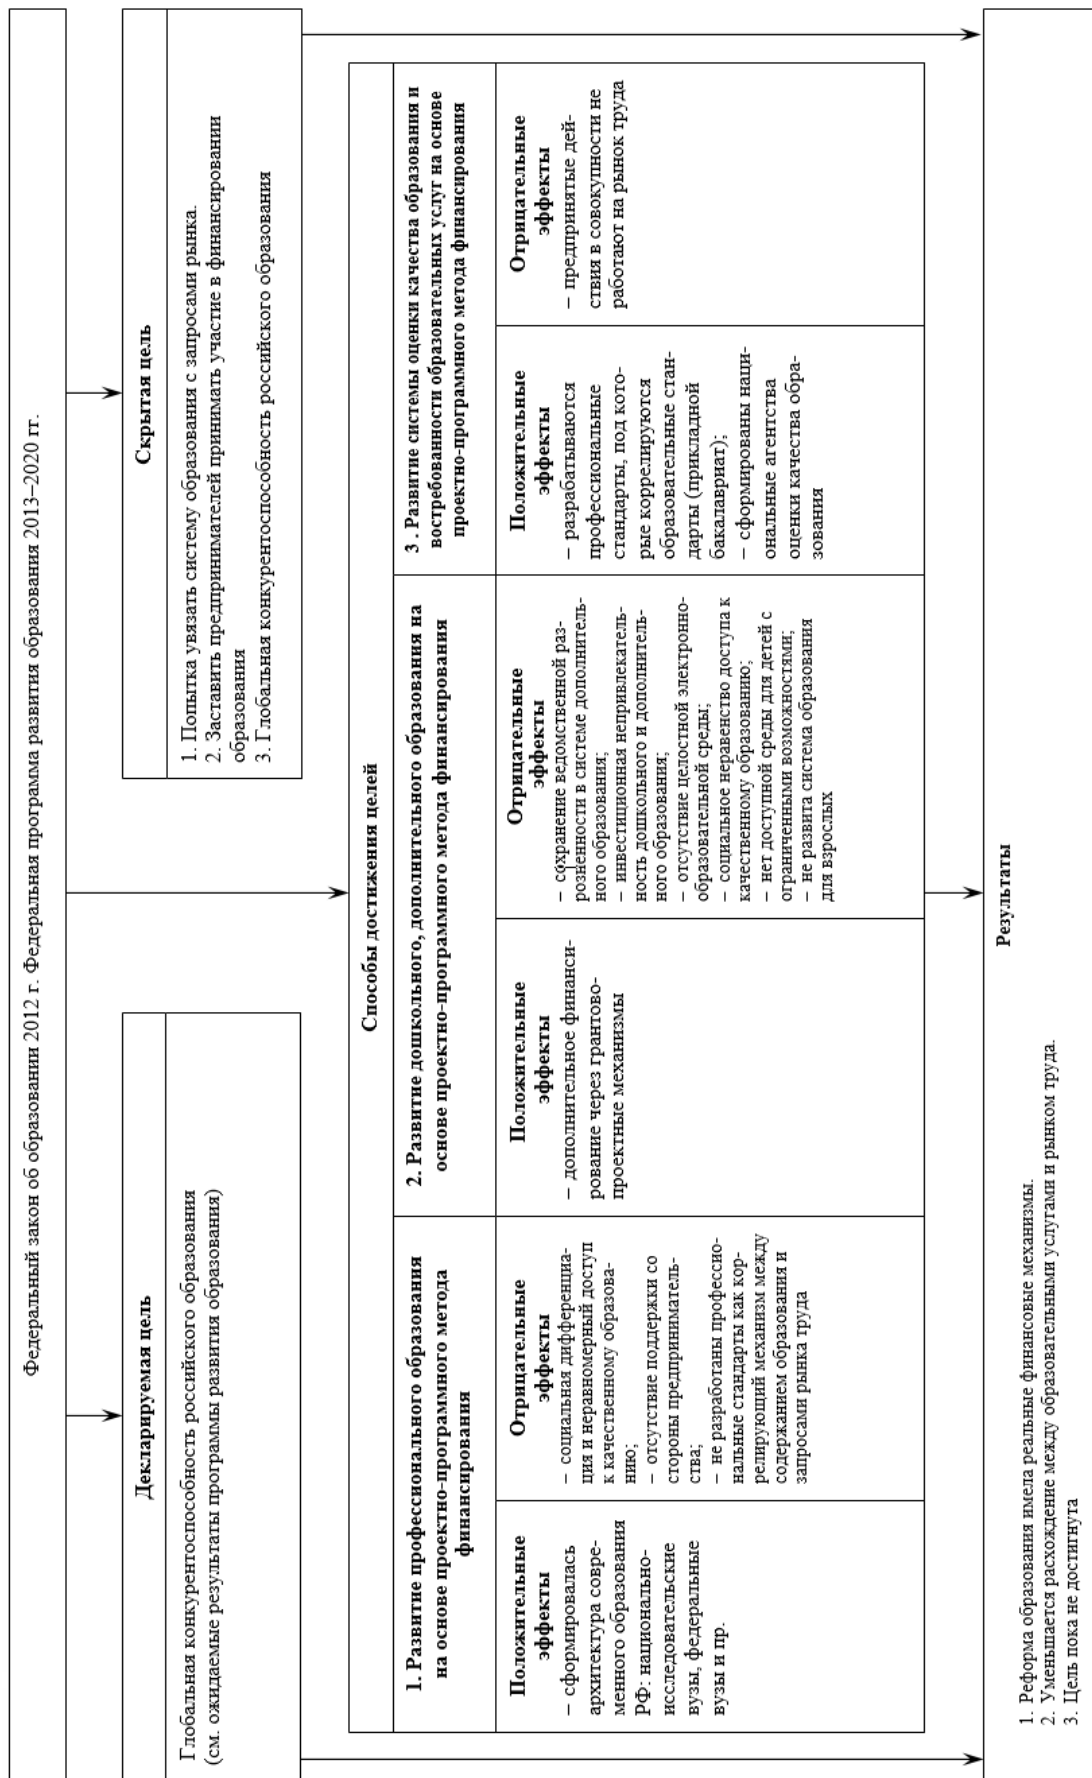 Федеральный закон об образовании 2012 г. Федеральная программа развития образования 2013–2020 гг.
Декларируемая цель
Глобальная конкурентоспособность российского образования
(см. ожидаемые результаты программы развития образования)
Скрытая цель
1. Попытка увязать систему образования с запросами рынка.
2. Заставить предпринимателей принимать участие в финансировании
образования
3. Глобальная конкурентоспособность российского образования
Способы достижения целей
1. Развитие профессионального образования
на основе проектно-программного метода
финансирования
2. Развитие дошкольного, дополнительного образования на
основе проектно-программного метода финансирования
3 . Развитие системы оценки качества образования и
востребованности образовательных услуг на основе
проектно-программного метода финансирования
Положительные
эффекты
– сформировалась
архитектура совре-
менного образования
РФ: национально-
исследовательские
вузы, федеральные
вузы и пр.
Отрицательные
эффекты
– социальная дифференциа-
ция и неравномерный доступ
к качественному образова-
нию;
– отсутствие поддержки со
стороны предприниматель-
ства;
– не разработаны профессио-
нальные стандарты как кор-
релирующий механизм между
содержанием образования и
запросами рынка труда
Положительные
эффекты
– дополнительное финанси-
рование через грантово-
проектные механизмы
Отрицательные
эффекты
– сохранение ведомственной раз-
розненности в системе дополнитель-
ного образования;
– инвестиционная непривлекатель-
ность дошкольного и дополнитель-
ного образования;
– отсутствие целостной электронно-
образовательной среды;
– социальное неравенство доступа к
качественному образованию;
– нет доступной среды для детей с
ограниченными возможностями;
– не развита система образования
для взрослых
Положительные
эффекты
– разрабатываются
профессиональные
стандарты, под кото-
рые коррелируются
образовательные стан-
дарты (прикладной
бакалавриат);
– сформированы наци-
ональные агентства
оценки качества обра-
зования
Отрицательные
эффекты
– предпринятые дей-
ствия в совокупности не
работают на рынок труда
Результаты
1. Реформа образования имела реальные финансовые механизмы.
2. Уменьшается расхождение между образовательными услугами и рынком труда.
3. Цель пока не достигнута